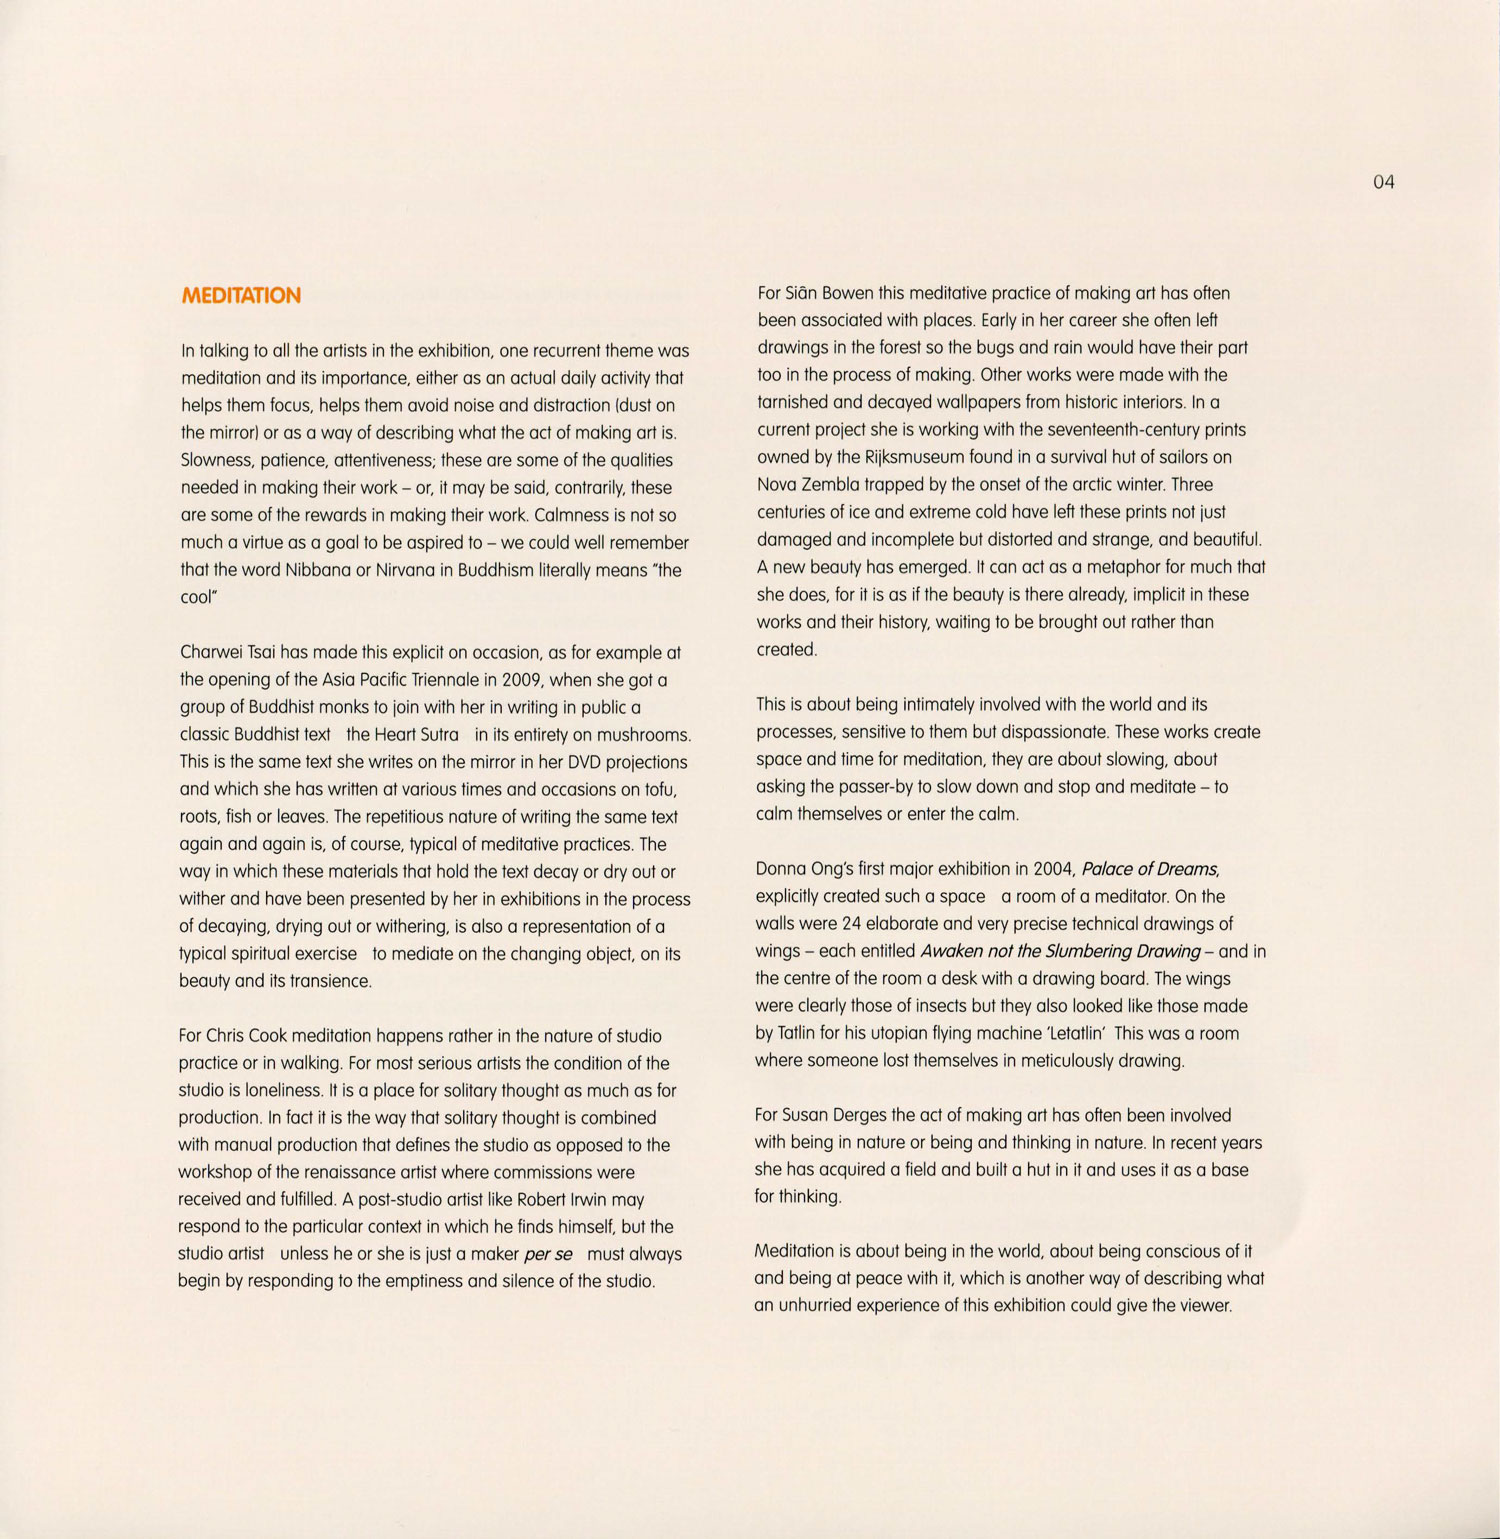 04
MEDITATION
In talking to all the artists in the exhibition, one recurrent theme was
meditation and its importance, either as an actual daily activity that
helps them focus, helps them avoid noise and distraction (dust on
the mirror) or as a way of describing what the act of making art is.
Slowness, patience, attentiveness; these are some of the qualities
needed in making their work – or, it may be said, contrarily, these
are some of the rewards in making their work. Calmness is not so
much a virtue as a goal to be aspired to – we could well remember
that the word Nibbana or Nirvana in Buddhism literally means "the
cool"
Charwei Tsai has made this explicit on occasion, as for example at
the opening of the Asia Pacific Triennale in 2009, when she got a
group of Buddhist monks to join with her in writing in public a
classic Buddhist text the Heart Sutra in its entirety on mushrooms.
This is the same text she writes on the mirror in her DVD projections
and which she has written at various times and occasions on tofu,
roots, fish or leaves. The repetitious nature of writing the same text
again and again is, of course, typical of meditative practices. The
way in which these materials that hold the text decay or dry out or
wither and have been presented by her in exhibitions in the process
of decaying, drying out or withering, is also a representation of a
typical spiritual exercise to mediate on the changing object, on its
beauty and its transience.
For Chris Cook meditation happens rather in the nature of studio
practice or in walking. For most serious artists the condition of the
studio is loneliness. It is a place for solitary thought as much as for
production. In fact it is the way that solitary thought is combined
with manual production that defines the studio as opposed to the
workshop of the renaissance artist where commissions were
received and fulfilled. A post-studio artist like Robert Irwin may
respond to the particular context in which he finds himself, but the
studio artist unless he or she is just a maker per se must always
begin by responding to the emptiness and silence of the studio.
For Siãn Bowen this meditative practice of making art has often
been associated with places. Early in her career she often left
drawings in the forest so the bugs and rain would have their part
too in the process of making. Other works were made with the
tarnished and decayed wallpapers from historic interiors. In a
current project she is working with the seventeenth-century prints
owned by the Rijksmuseum found in a survival hut of sailors on
Nova Zembla trapped by the onset of the arctic winter. Three
centuries of ice and extreme cold have left these prints not just
damaged and incomplete but distorted and strange, and beautiful.
A new beauty has emerged. It can act as a metaphor for much that
she does, for it is as if the beauty is there already, implicit in these
works and their history, waiting to be brought out rather than
created.
This is about being intimately involved with the world and its
processes, sensitive to them but dispassionate. These works create
space and time for meditation, they are about slowing, about
asking the passer-by to slow down and stop and meditate – to
calm themselves or enter the calm.
Donna Ong's first major exhibition in 2004, Palace of Dreams,
explicitly created such a space a room of a meditator. On the
walls were 24 elaborate and very precise technical drawings of
wings – each entitled Awaken not the Slumbering Drawing – and in
the centre of the room a desk with a drawing board. The wings
were clearly those of insects but they also looked like those made
by Tatlin for his utopian flying machine 'Letatlin' This was a room
where someone lost themselves in meticulously drawing.
For Susan Derges the act of making art has often been involved
with being in nature or being and thinking in nature. In recent years
she has acquired a field and built a hut in it and uses it as a base
for thinking.
Meditation is about being in the world, about being conscious of it
and being at peace with it, which is another way of describing what
an unhurried experience of this exhibition could give the viewer.